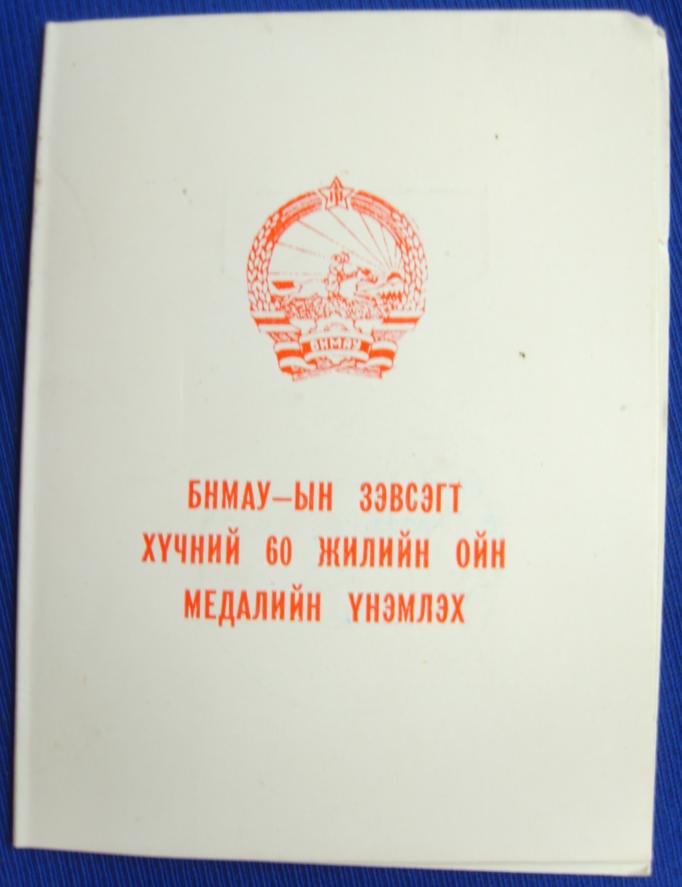 БНМАУ
БНМАУ–ЫН ЗЭВСЭГТ
ХҮЧНИЙ 60 ЖИЛИЙН ОЙН
МЕДАЛИЙН ҮНЭМЛЭХ